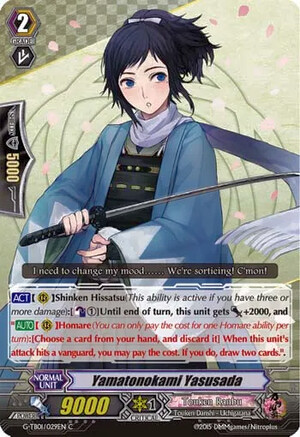 2
GRADE
5000
I need to change my mood…… We're sorticing! C'mon!
ACT [ ]Shinken Hissatsu(This ability is active if you have three or
more damage):[ ①]Until end of turn, this unit gets +2000, and
"AUTO [ ]Homare(You can only pay the cost for one Homare ability per
turn):[Choose a card from your hand, and discard it] When this unit's
attack hits a vanguard, you may pay the cost. If you do, draw two cards.".
NORMAL
UNIT
Yamatonokami Yasusada
POWER
9000
1
CRITICAL
Touken Ranbu
Touken Danshi - Uchigatana
G-TB01/029EN C
©2015 DMM games/Nitroplus